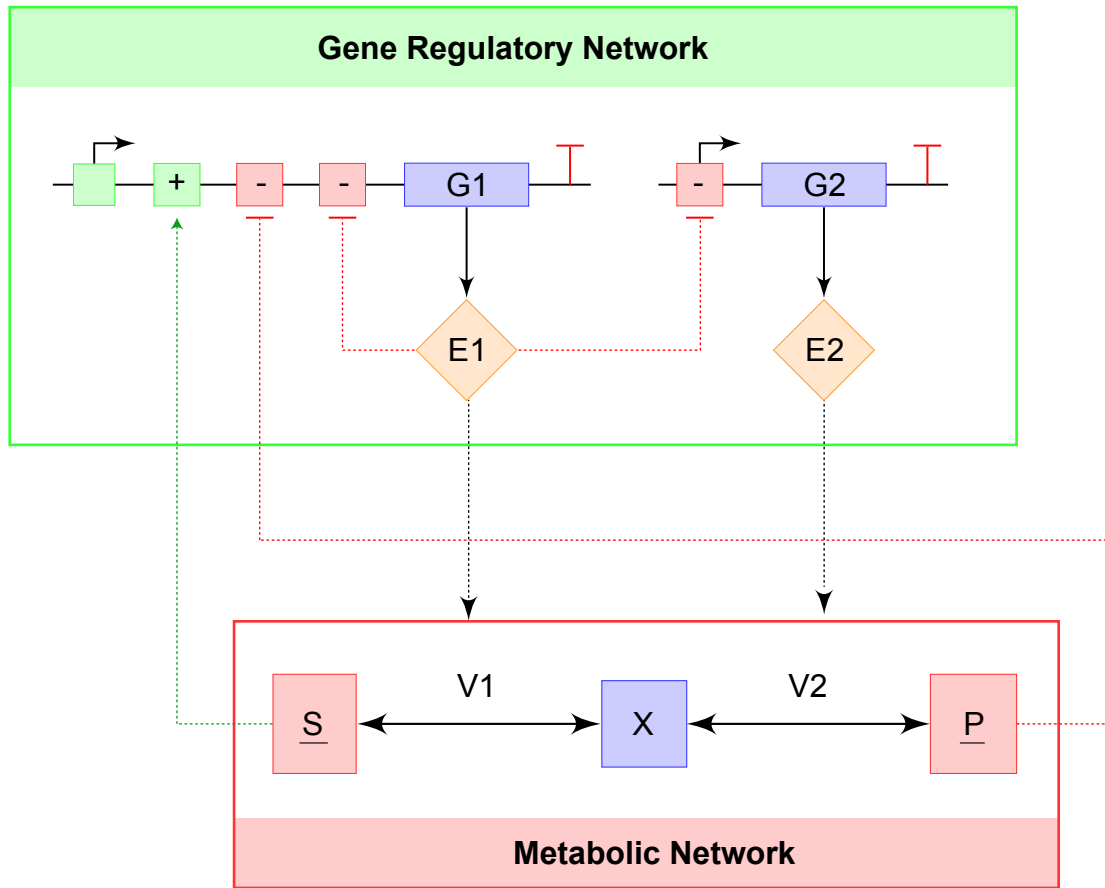 Gene Regulatory Network
+ - - G1 - G2
E1 E2
V1 V2
S X P
Metabolic Network